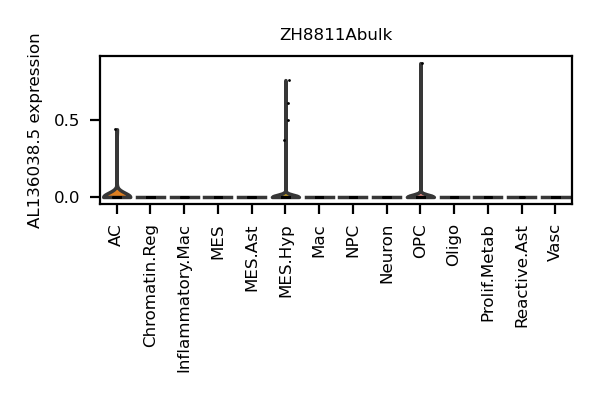 ZH8811Abulk
AL136038.5 expression
0.5
0.0
AC
Chromatin.Reg
Inflammatory.Mac
MES
MES.Ast
MES.Hyp
Mac
NPC
Neuron
OPC
Oligo
Prolif.Metab
Reactive.Ast
Vasc